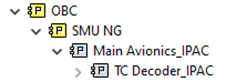 P OBC
P SMU NG
P Main Avionics_IPAC
P TC Decoder_IPAC